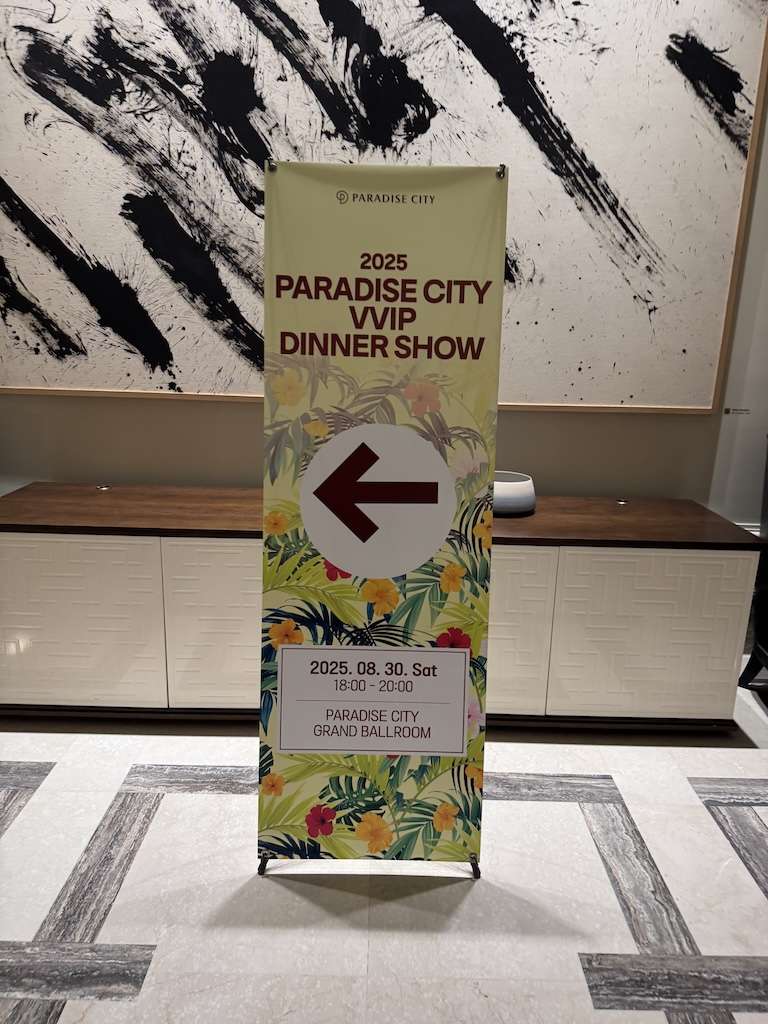 PARADISE CITY
2025
PARADISE CITY
VVIP
DINNER SHOW
2025. 08. 30. Sat
18:00 - 20:00
PARADISE CITY
GRAND BALLROOM